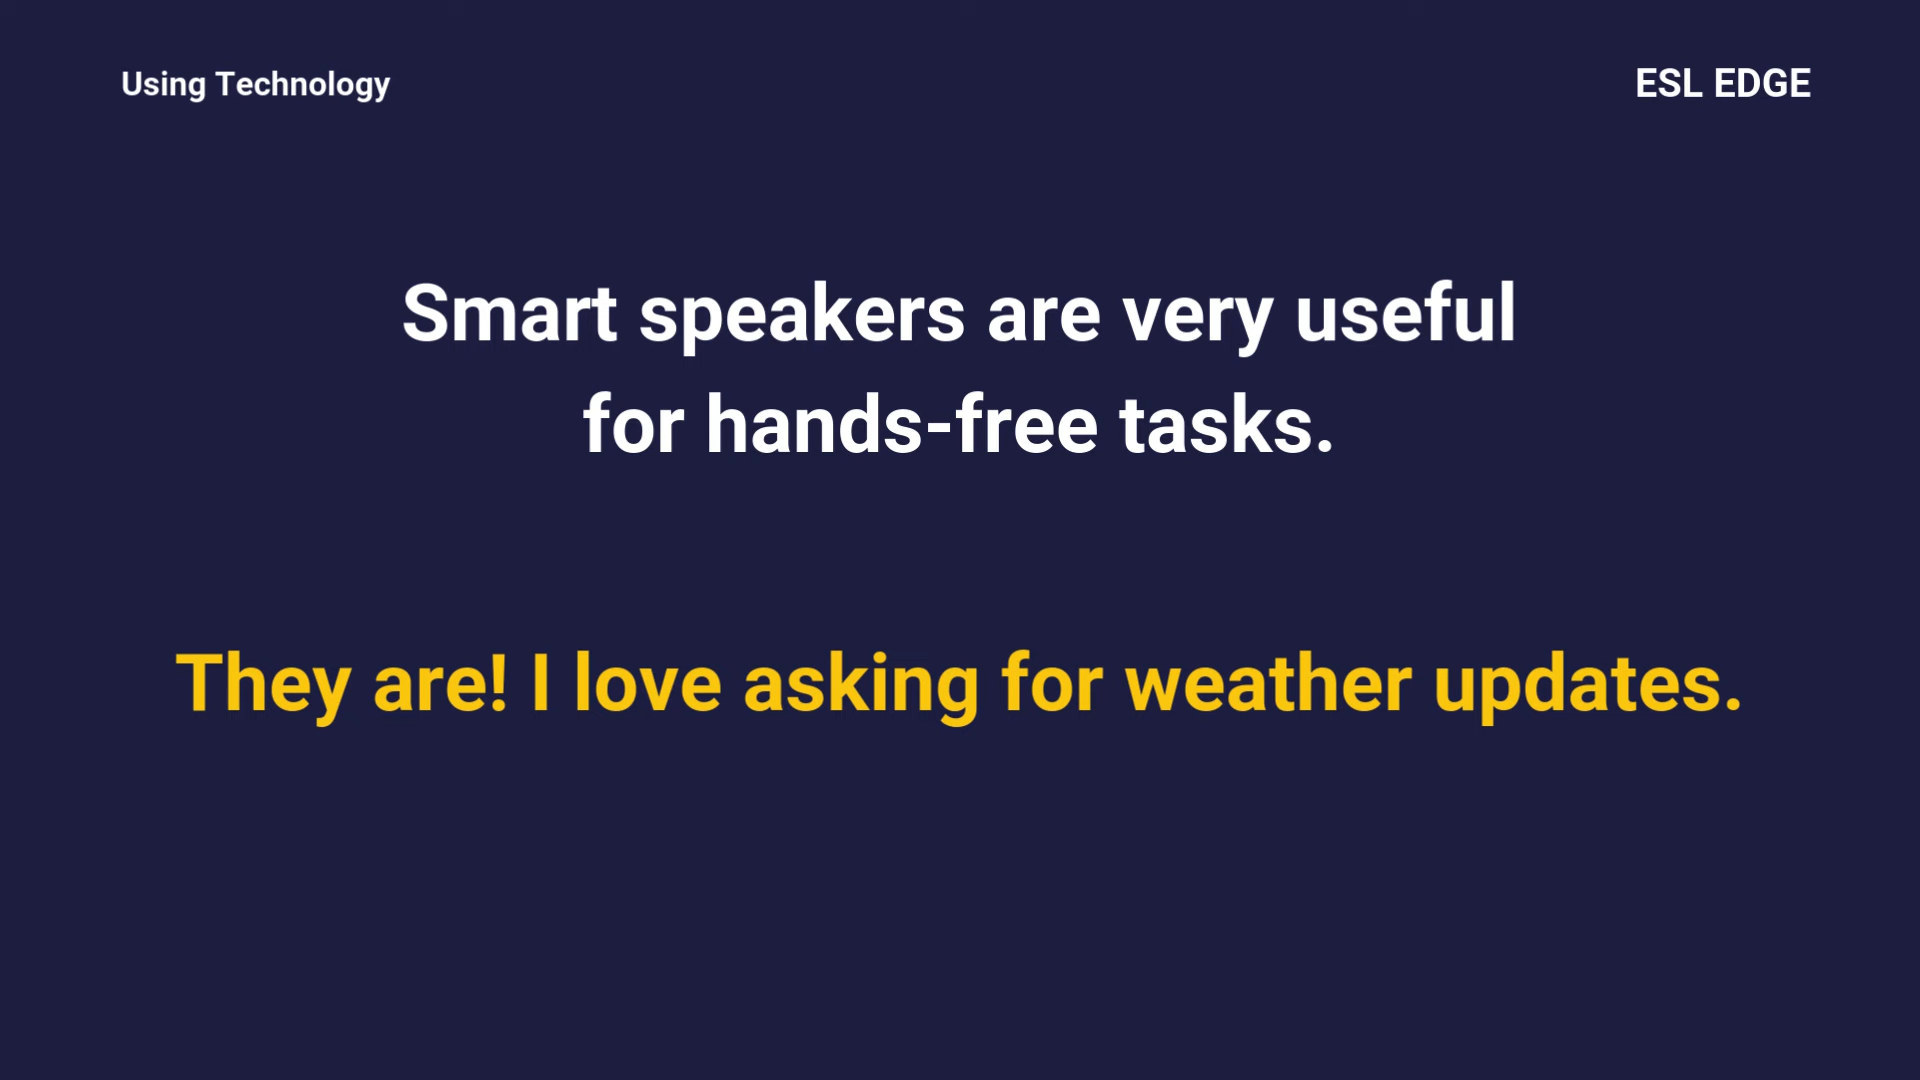 Using Technology
ESL EDGE
Smart speakers are very useful
for hands-free tasks.
They are! I love asking for weather updates.